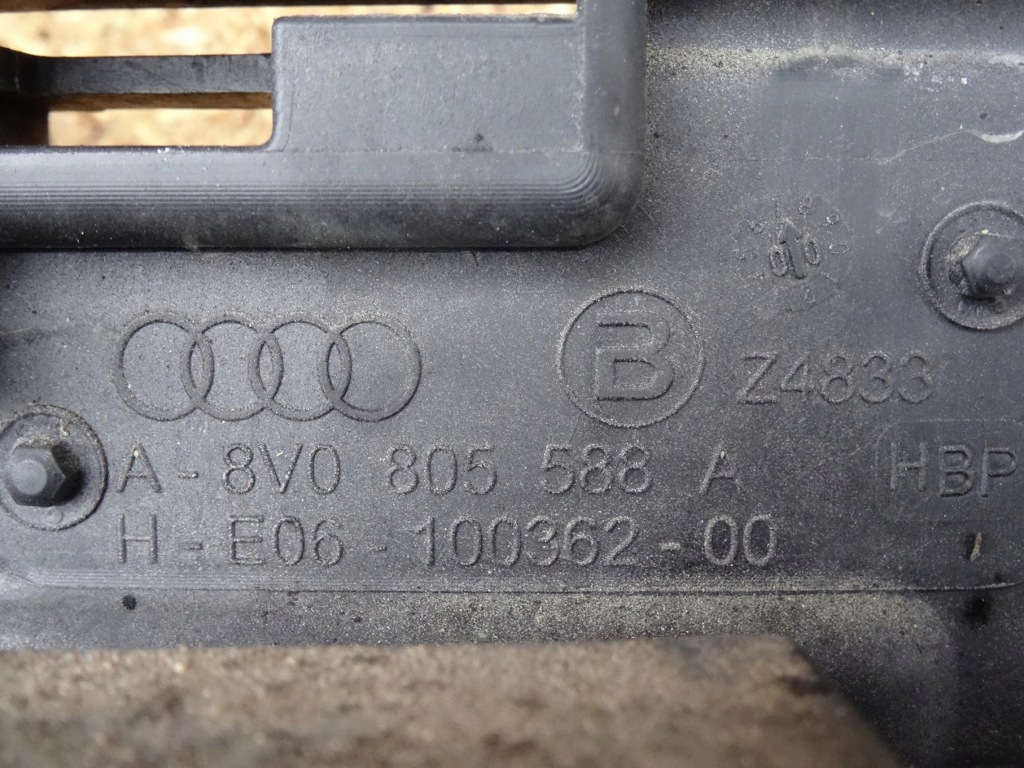 B Z4833
A - 8V0 805 588 A
HBP
H - E06 - 100362 - 00